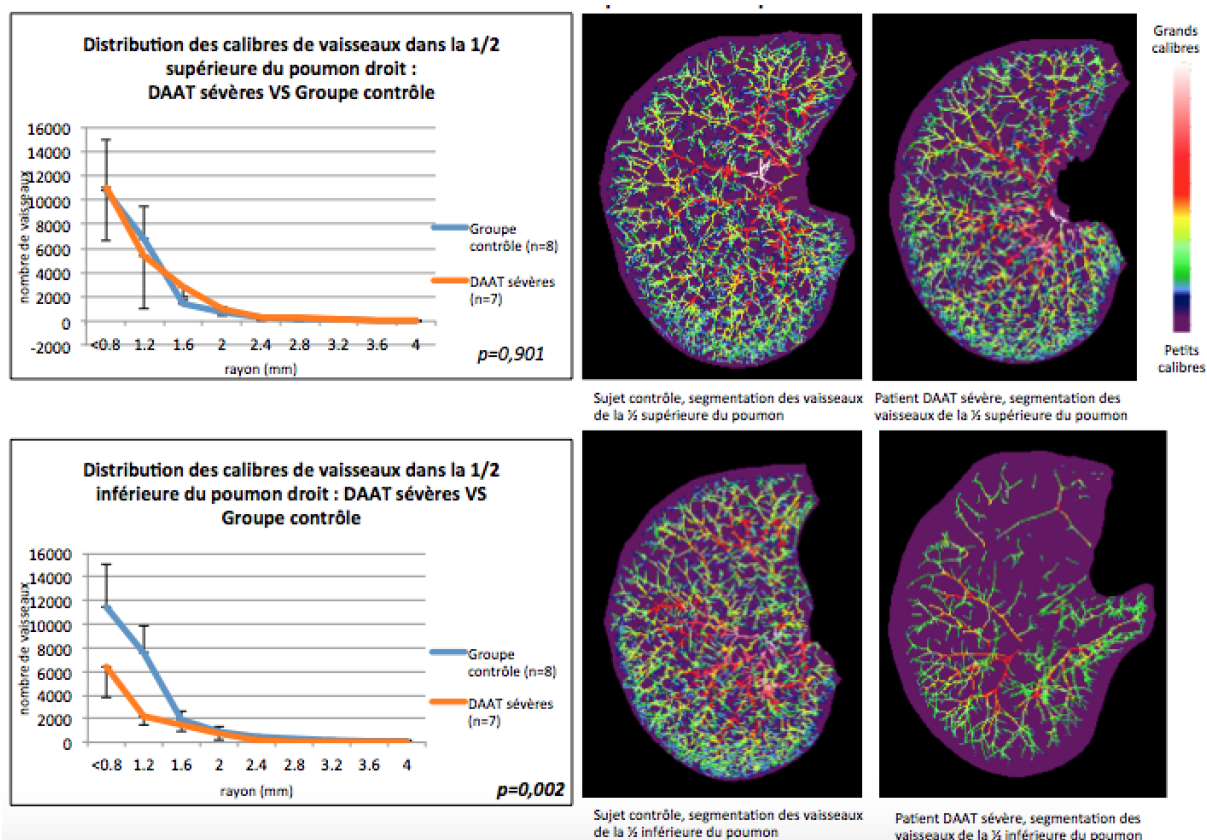 Distribution des calibres de vaisseaux dans la 1/2
supérieure du poumon droit :
DAAT sévères VS Groupe contrôle
nombre de vaisseaux
16000
14000
12000
10000
8000
6000
4000
2000
0
-2000
<0.8 1.2 1.6 2 2.4 2.8 3.2 3.6 4
rayon (mm)
Groupe
contrôle (n=8)
DAAT sévères
(n=7)
p=0,901
Grands
calibres
Petits
calibres
Sujet contrôle, segmentation des vaisseaux
de la ½ supérieure du poumon
Patient DAAT sévère, segmentation des
vaisseaux de la ½ supérieure du poumon
Distribution des calibres de vaisseaux dans la 1/2
inférieure du poumon droit : DAAT sévères VS
Groupe contrôle
nombre de vaisseaux
16000
14000
12000
10000
8000
6000
4000
2000
0
<0.8 1.2 1.6 2 2.4 2.8 3.2 3.6 4
rayon (mm)
Groupe
contrôle (n=8)
DAAT sévères
(n=7)
p=0,002
Sujet contrôle, segmentation des vaisseaux
de la ½ inférieure du poumon
Patient DAAT sévère, segmentation des
vaisseaux de la ½ inférieure du poumon